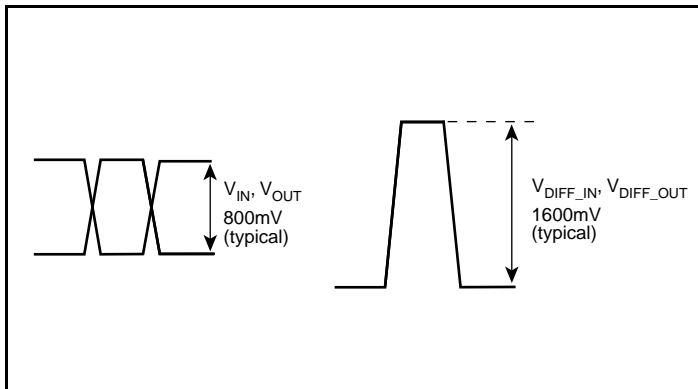 V_IN, V_OUT
800mV
(typical)
V_DIFF_IN, V_DIFF_OUT
1600mV
(typical)